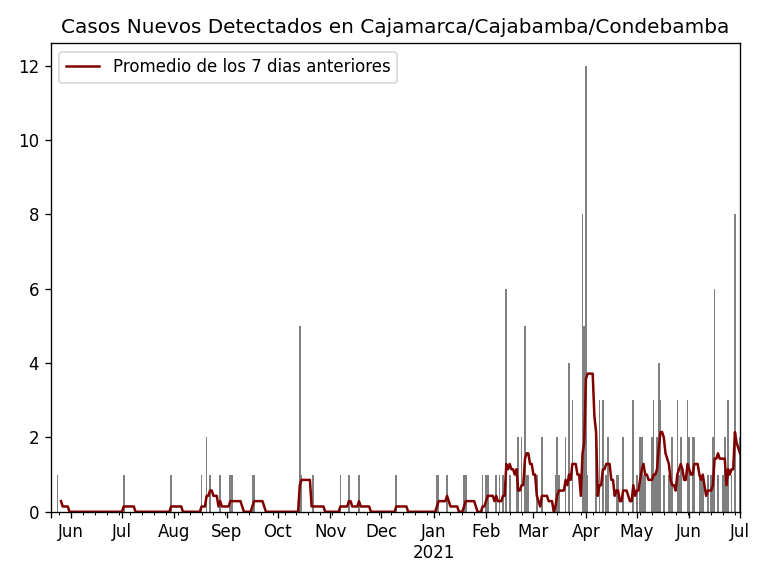 Casos Nuevos Detectados en Cajamarca/Cajabamba/Condebamba
Promedio de los 7 dias anteriores
12
10
8
6
4
2
0
Jun Jul Aug Sep Oct Nov Dec Jan Feb Mar Apr May Jun Jul
2021